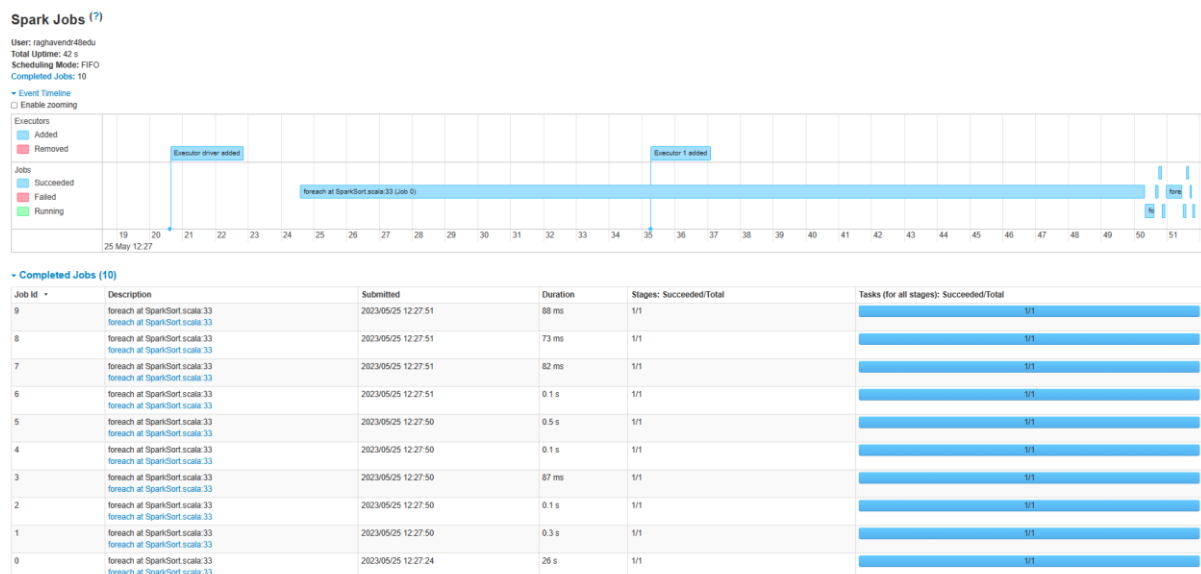 Spark Jobs (?)
User: raghavendr48edu
Total Uptime: 42 s
Scheduling Mode: FIFO
Completed Jobs: 10
Event Timeline
Enable zooming
Executors
Added
Removed
Executor driver added
Executor 1 added
Jobs
Succeeded
Failed
Running
foreach at SparkSort.scala:33 (Job 0)
fore
fo
19 20 21 22 23 24 25 26 27 28 29 30 31 32 33 34 35 36 37 38 39 40 41 42 43 44 45 46 47 48 49 50 51
25 May 12:27
Completed Jobs (10)
Job Id Description Submitted Duration Stages: Succeeded/Total Tasks (for all stages): Succeeded/Total
9 foreach at SparkSort.scala:33 2023/05/25 12:27:51 88 ms 1/1 1/1
foreach at SparkSort.scala:33
8 foreach at SparkSort.scala:33 2023/05/25 12:27:51 73 ms 1/1 1/1
foreach at SparkSort.scala:33
7 foreach at SparkSort.scala:33 2023/05/25 12:27:51 82 ms 1/1 1/1
foreach at SparkSort.scala:33
6 foreach at SparkSort.scala:33 2023/05/25 12:27:51 0.1 s 1/1 1/1
foreach at SparkSort.scala:33
5 foreach at SparkSort.scala:33 2023/05/25 12:27:50 0.5 s 1/1 1/1
foreach at SparkSort.scala:33
4 foreach at SparkSort.scala:33 2023/05/25 12:27:50 0.1 s 1/1 1/1
foreach at SparkSort.scala:33
3 foreach at SparkSort.scala:33 2023/05/25 12:27:50 87 ms 1/1 1/1
foreach at SparkSort.scala:33
2 foreach at SparkSort.scala:33 2023/05/25 12:27:50 0.1 s 1/1 1/1
foreach at SparkSort.scala:33
1 foreach at SparkSort.scala:33 2023/05/25 12:27:50 0.3 s 1/1 1/1
foreach at SparkSort.scala:33
0 foreach at SparkSort.scala:33 2023/05/25 12:27:24 26 s 1/1 1/1
foreach at SparkSort.scala:33